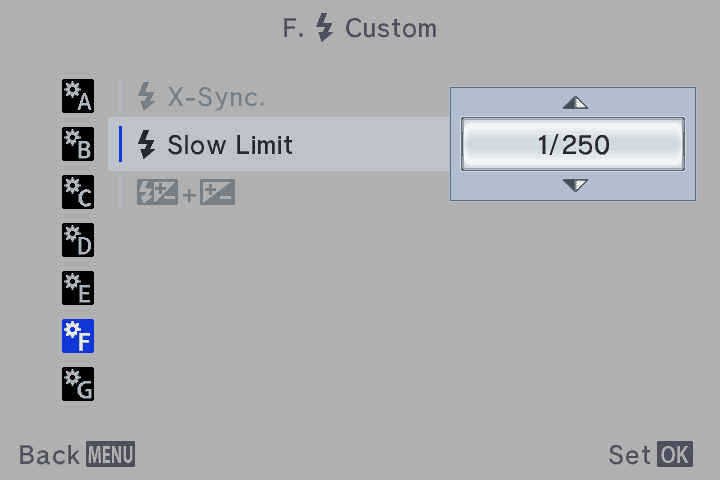 F. Custom
A
X-Sync.
B
Slow Limit
1/250
C
+
D
E
F
G
Back MENU
Set OK